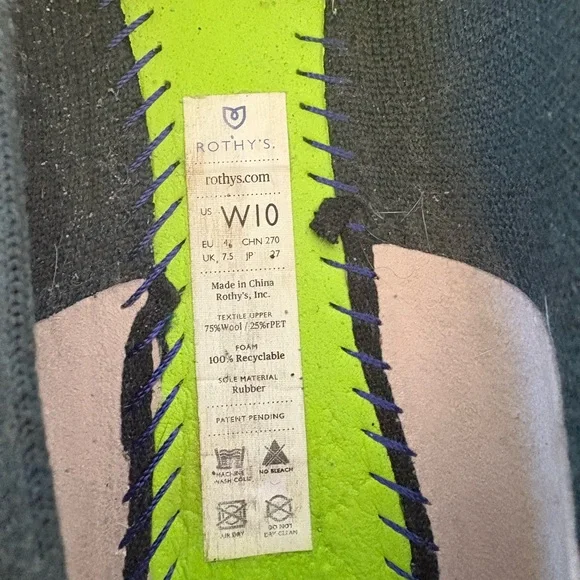 ROTHY'S.
rothys.com
US W10
EU 4 CHN 270
UK 7.5 JP 27
Made in China
Rothy's, Inc.
TEXTILE UPPER
75%Wool / 25%rPET
FOAM
100% Recyclable
SOLE MATERIAL
Rubber
PATENT PENDING
MACHINE WASH COLD
NO BLEACH
AIR DRY
DO NOT DRY CLEAN